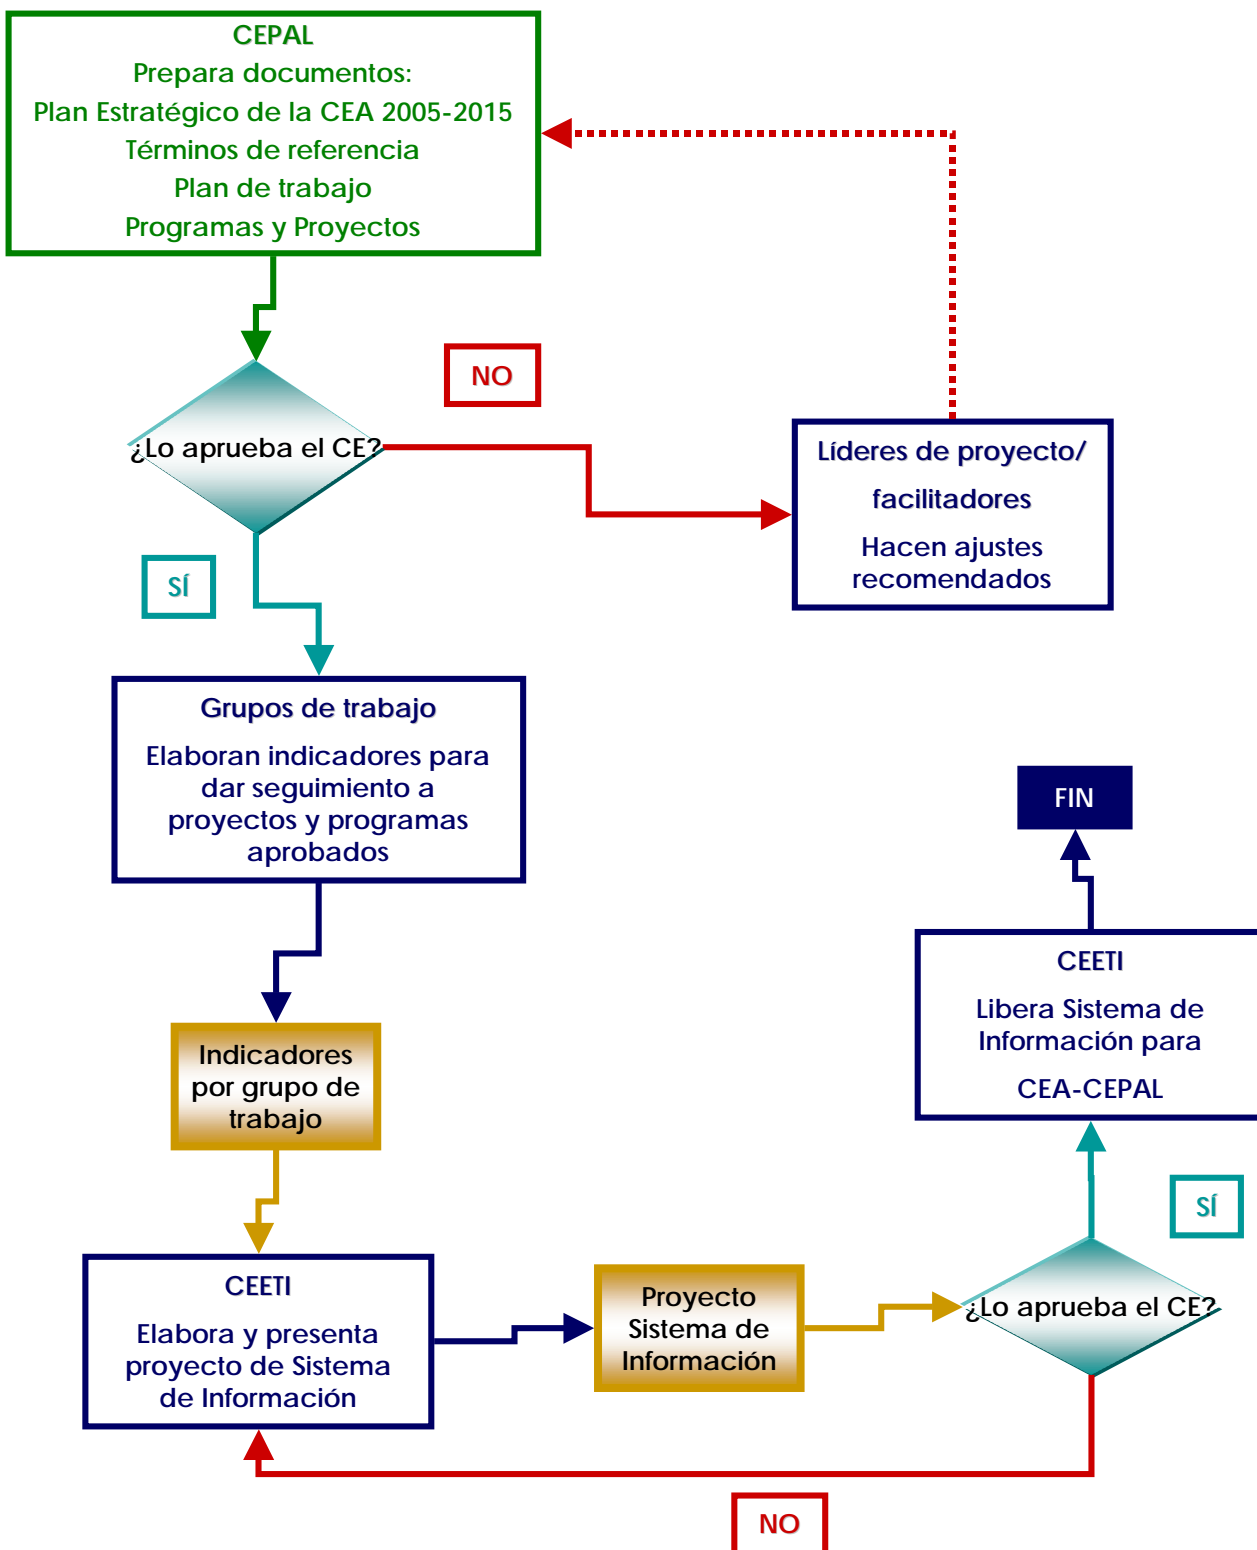 CEPAL
Prepara documentos:
Plan Estratégico de la CEA 2005-2015
Términos de referencia
Plan de trabajo
Programas y Proyectos
NO
¿Lo aprueba el CE?
Líderes de proyecto/
facilitadores
Hacen ajustes
recomendados
SÍ
Grupos de trabajo
Elaboran indicadores para
dar seguimiento a
proyectos y programas
aprobados
FIN
CEETI
Libera Sistema de
Información para
CEA-CEPAL
Indicadores
por grupo de
trabajo
SÍ
CEETI
Elabora y presenta
proyecto de Sistema
de Información
Proyecto
Sistema de
Información
¿Lo aprueba el CE?
NO